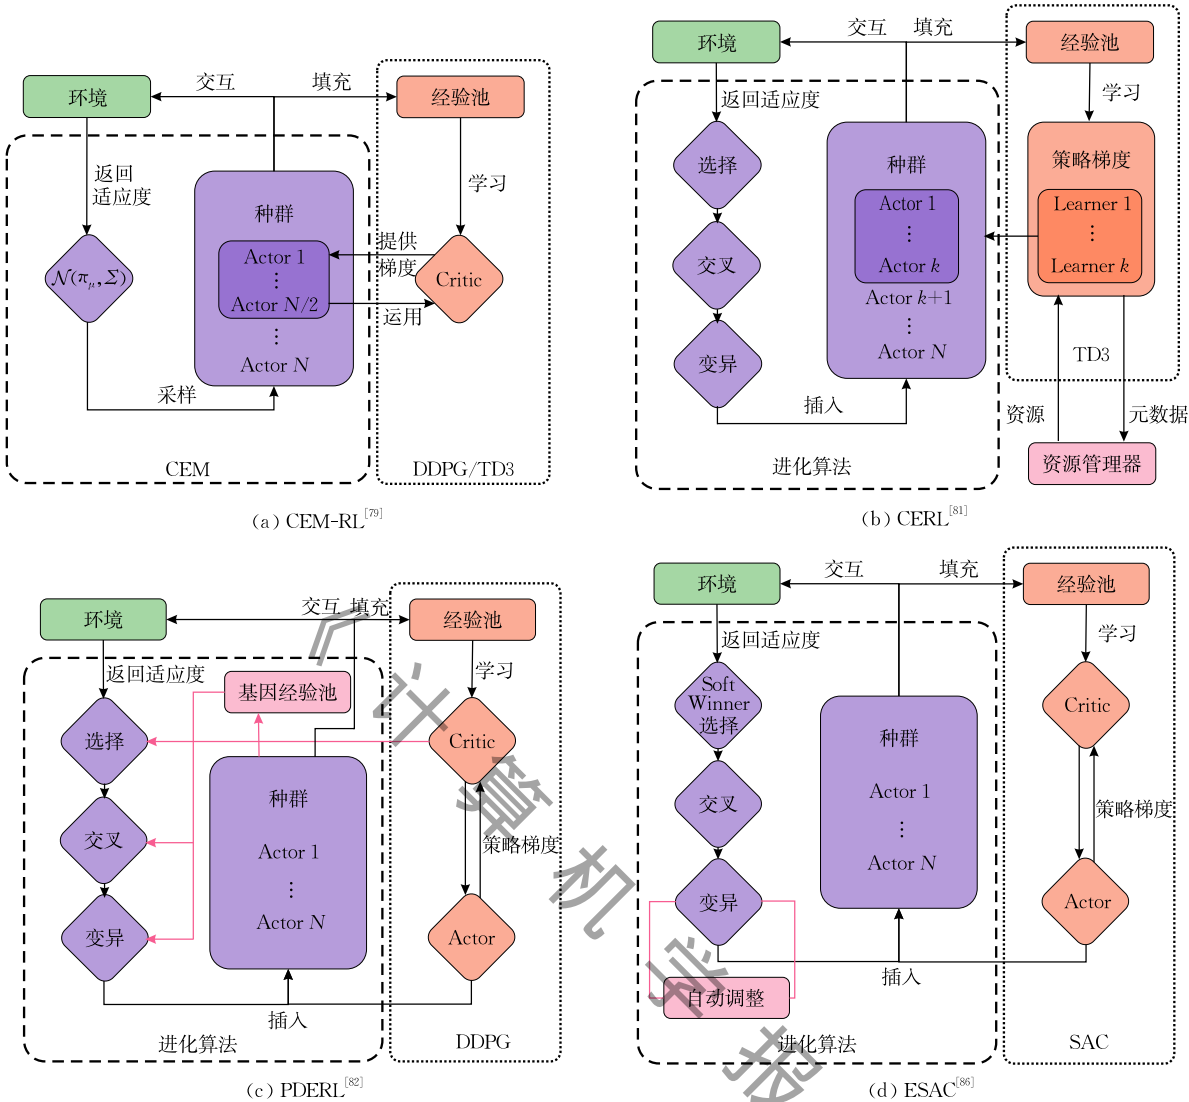 环境
交互
填充
经验池
返回
适应度
学习
种群
Actor 1
⋮
Actor N/2
⋮
Actor N
𝒩(π_μ, Σ)
提供
梯度
Critic
运用
采样
CEM
DDPG/TD3
(a) CEM-RL[79]
环境
交互
填充
经验池
返回适应度
学习
选择
交叉
变异
种群
Actor 1
⋮
Actor k
Actor k+1
⋮
Actor N
策略梯度
Learner 1
⋮
Learner k
TD3
插入
资源
元数据
资源管理器
进化算法
(b) CERL[81]
环境
交互
填充
经验池
返回适应度
基因经验池
学习
选择
交叉
变异
种群
Actor 1
⋮
Actor N
Critic
策略梯度
Actor
插入
进化算法
DDPG
(c) PDERL[82]
环境
交互
填充
经验池
返回适应度
学习
Soft
Winner
选择
交叉
变异
种群
Actor 1
⋮
Actor N
Critic
策略梯度
Actor
插入
自动调整
进化算法
SAC
(d) ESAC[86]
《计算机学报